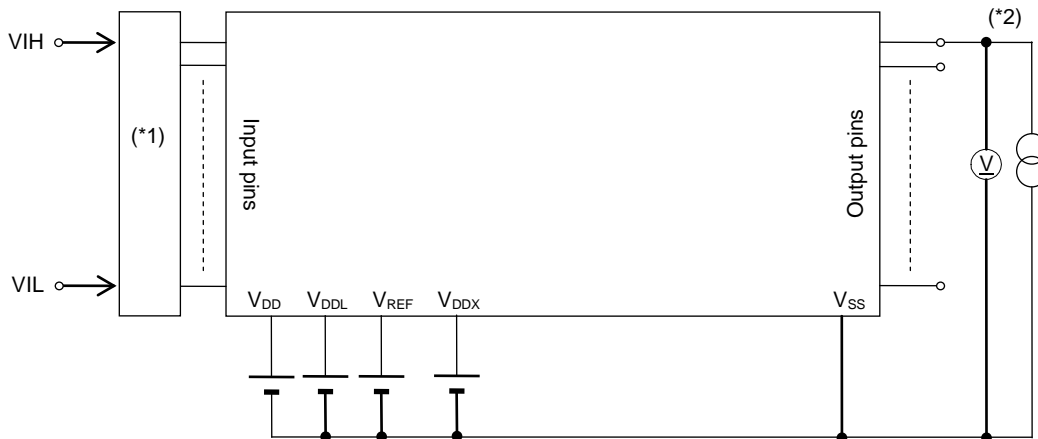 (*2)
VIH
(*1)
Input pins
Output pins
V
VIL
VDD
VDDL
VREF
VDDX
VSS